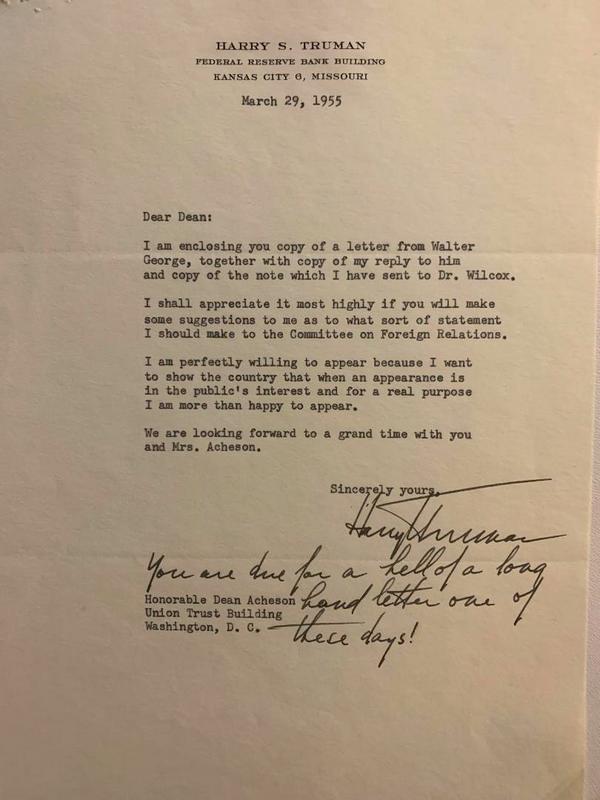 HARRY S. TRUMAN
FEDERAL RESERVE BANK BUILDING
KANSAS CITY 6, MISSOURI
March 29, 1955
Dear Dean:
I am enclosing you copy of a letter from Walter
George, together with copy of my reply to him
and copy of the note which I have sent to Dr. Wilcox.
I shall appreciate it most highly if you will make
some suggestions to me as to what sort of statement
I should make to the Committee on Foreign Relations.
I am perfectly willing to appear because I want
to show the country that when an appearance is
in the public's interest and for a real purpose
I am more than happy to appear.
We are looking forward to a grand time with you
and Mrs. Acheson.
Sincerely yours,
Harry Truman
You are due for a hell of a long
hand letter one of
these days!
Honorable Dean Acheson
Union Trust Building
Washington, D. C.